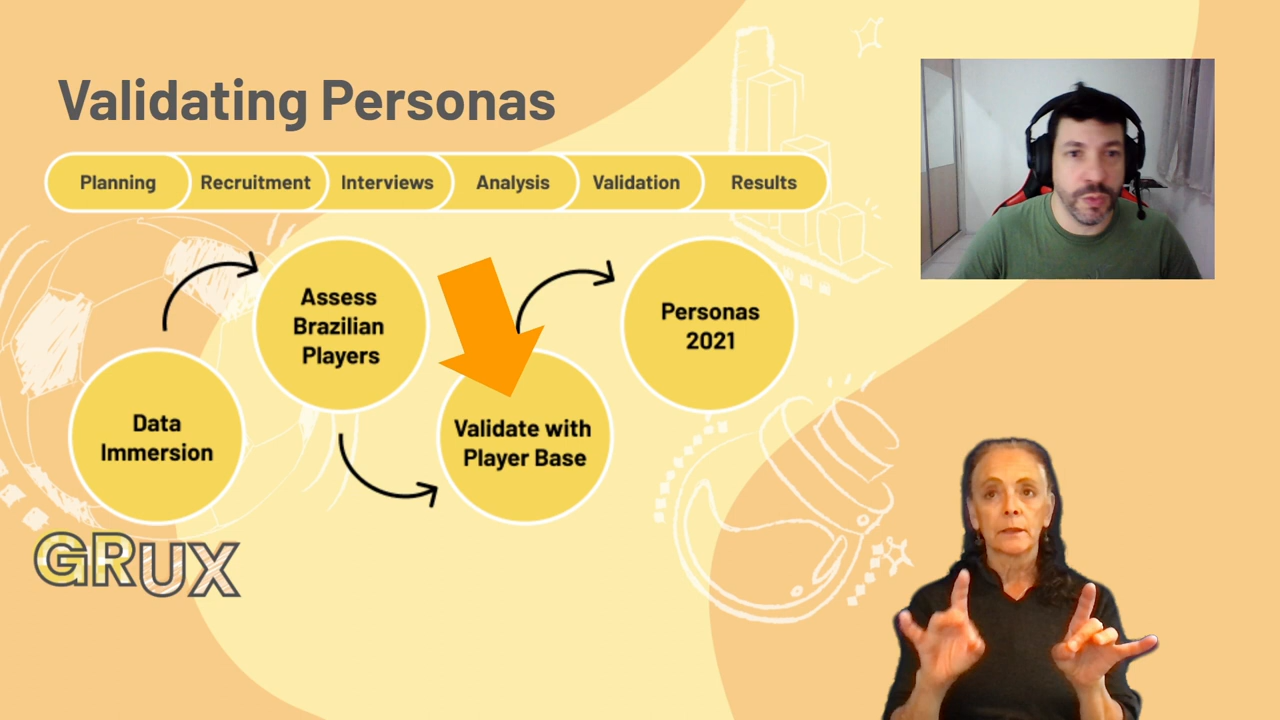 Validating Personas
Planning
Recruitment
Interviews
Analysis
Validation
Results
Assess
Brazilian
Players
Personas
2021
Data
Immersion
Validate with
Player Base
GRUX